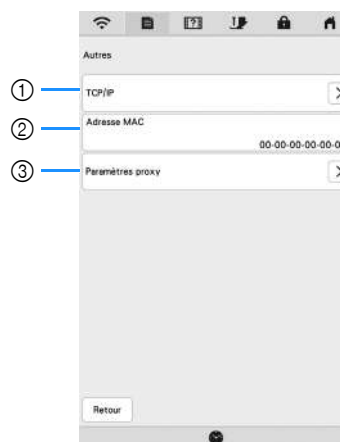 Autres
① TCP/IP
② Adresse MAC
00-00-00-00-00-0
③ Paramètres proxy
Retour